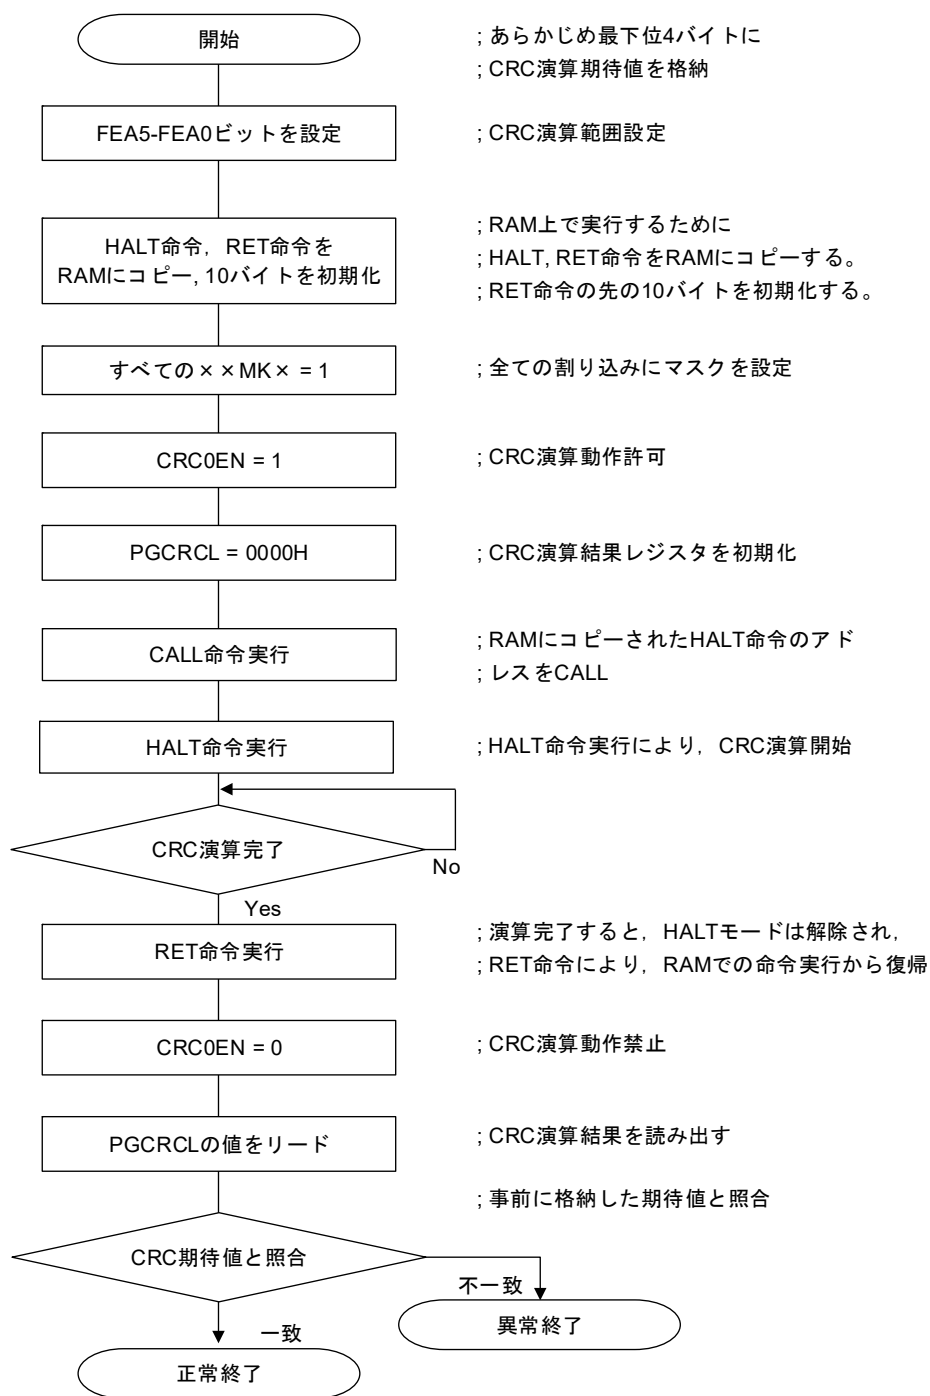 開始
; あらかじめ最下位4バイトに
; CRC演算期待値を格納
FEA5-FEA0ビットを設定
; CRC演算範囲設定
HALT命令，RET命令を
RAMにコピー, 10バイトを初期化
; RAM上で実行するために
; HALT, RET命令をRAMにコピーする。
; RET命令の先の10バイトを初期化する。
すべての××MK× = 1
; 全ての割り込みにマスクを設定
CRC0EN = 1
; CRC演算動作許可
PGCRCL = 0000H
; CRC演算結果レジスタを初期化
CALL命令実行
; RAMにコピーされたHALT命令のアド
; レスをCALL
HALT命令実行
; HALT命令実行により，CRC演算開始
CRC演算完了
No
Yes
RET命令実行
; 演算完了すると，HALTモードは解除され，
; RET命令により，RAMでの命令実行から復帰
CRC0EN = 0
; CRC演算動作禁止
PGCRCLの値をリード
; CRC演算結果を読み出す
; 事前に格納した期待値と照合
CRC期待値と照合
不一致
異常終了
一致
正常終了